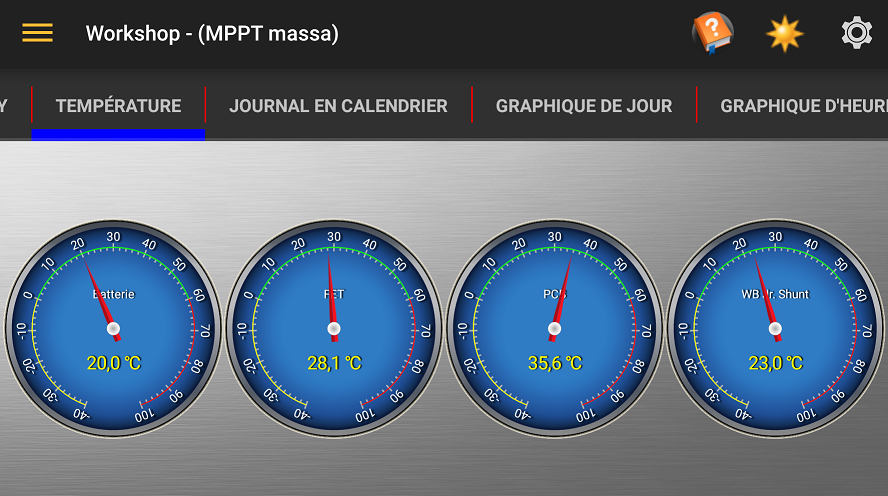 Workshop - (MPPT massa)
Y TEMPÉRATURE JOURNAL EN CALENDRIER GRAPHIQUE DE JOUR GRAPHIQUE D'HEURE
-40 -30 -20 -10 0 10 20 30 40 50 60 70 80 90 100
Batterie
20,0 °C
-40 -30 -20 -10 0 10 20 30 40 50 60 70 80 90 100
FET
28,1 °C
-40 -30 -20 -10 0 10 20 30 40 50 60 70 80 90 100
PCB
35,6 °C
-40 -30 -20 -10 0 10 20 30 40 50 60 70 80 90 100
WBJr. Shunt
23,0 °C